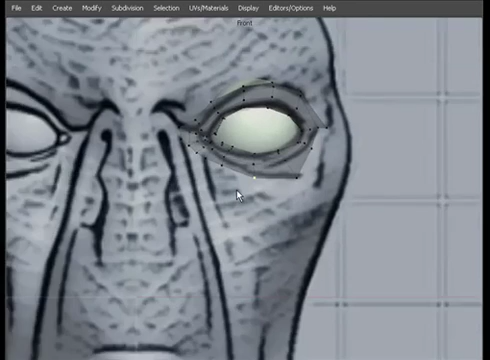 File Edit Create Modify Subdivision Selection UVs/Materials Display Editors/Options Help
Front